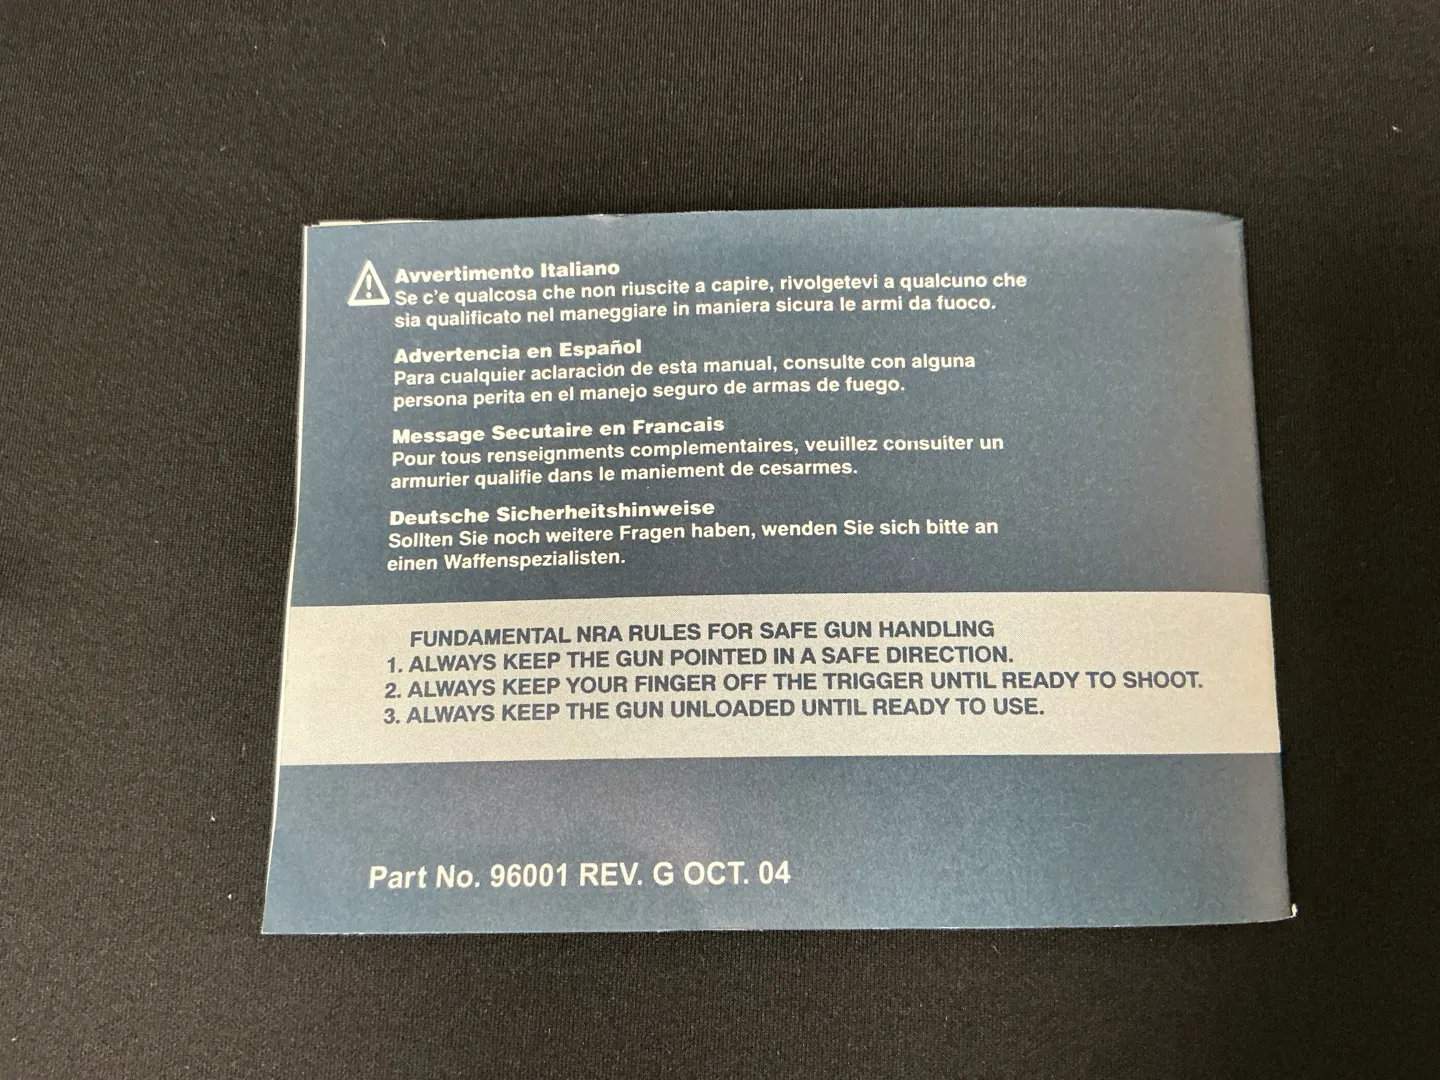 Avvertimento Italiano
Se c'e qualcosa che non riuscite a capire, rivolgetevi a qualcuno che
sia qualificato nel maneggiare in maniera sicura le armi da fuoco.
Advertencia en Español
Para cualquier aclaración de esta manual, consulte con alguna
persona perita en el manejo seguro de armas de fuego.
Message Secutaire en Francais
Pour tous renseignments complementaires, veuillez consuiter un
armurier qualifie dans le maniement de cesarmes.
Deutsche Sicherheitshinweise
Sollten Sie noch weitere Fragen haben, wenden Sie sich bitte an
einen Waffenspezialisten.
FUNDAMENTAL NRA RULES FOR SAFE GUN HANDLING
1. ALWAYS KEEP THE GUN POINTED IN A SAFE DIRECTION.
2. ALWAYS KEEP YOUR FINGER OFF THE TRIGGER UNTIL READY TO SHOOT.
3. ALWAYS KEEP THE GUN UNLOADED UNTIL READY TO USE.
Part No. 96001 REV. G OCT. 04